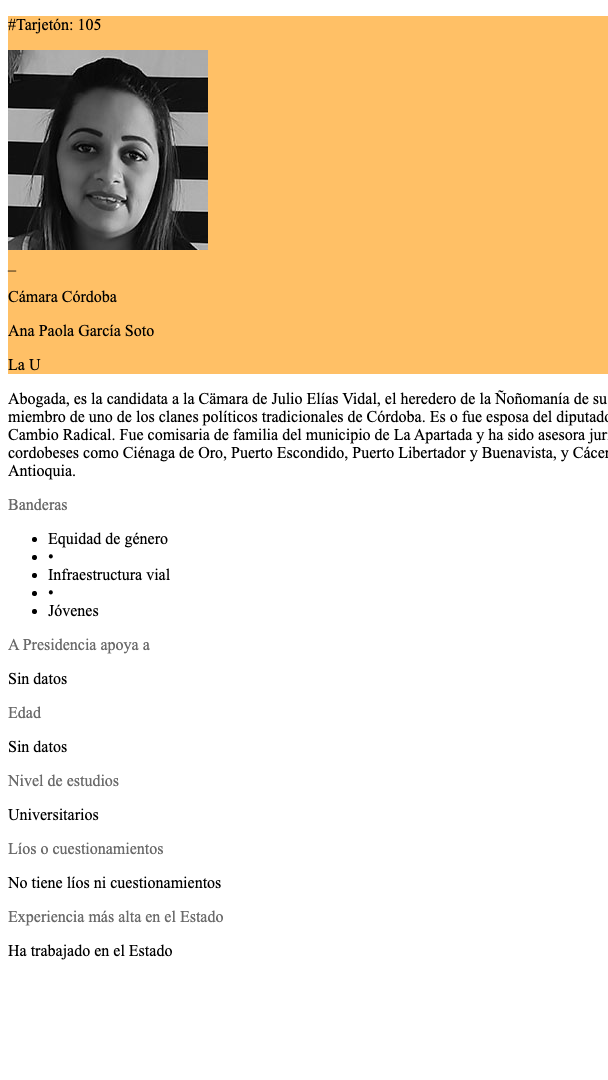 #Tarjetón: 105
_
Cámara Córdoba
Ana Paola García Soto
La U
Abogada, es la candidata a la Cämara de Julio Elías Vidal, el heredero de la Ñoñomanía de su
miembro de uno de los clanes políticos tradicionales de Córdoba. Es o fue esposa del
Cambio Radical. Fue comisaria de familia del municipio de La Apartada y ha sido asesora
cordobeses como Ciénaga de Oro, Puerto Escondido, Puerto Libertador y Buenavista, y
Antioquia.
Banderas
• Equidad de género
• •
• Infraestructura vial
• •
• Jóvenes
A Presidencia apoya a
Sin datos
Edad
Sin datos
Nivel de estudios
Universitarios
Líos o cuestionamientos
No tiene líos ni cuestionamientos
Experiencia más alta en el Estado
Ha trabajado en el Estado